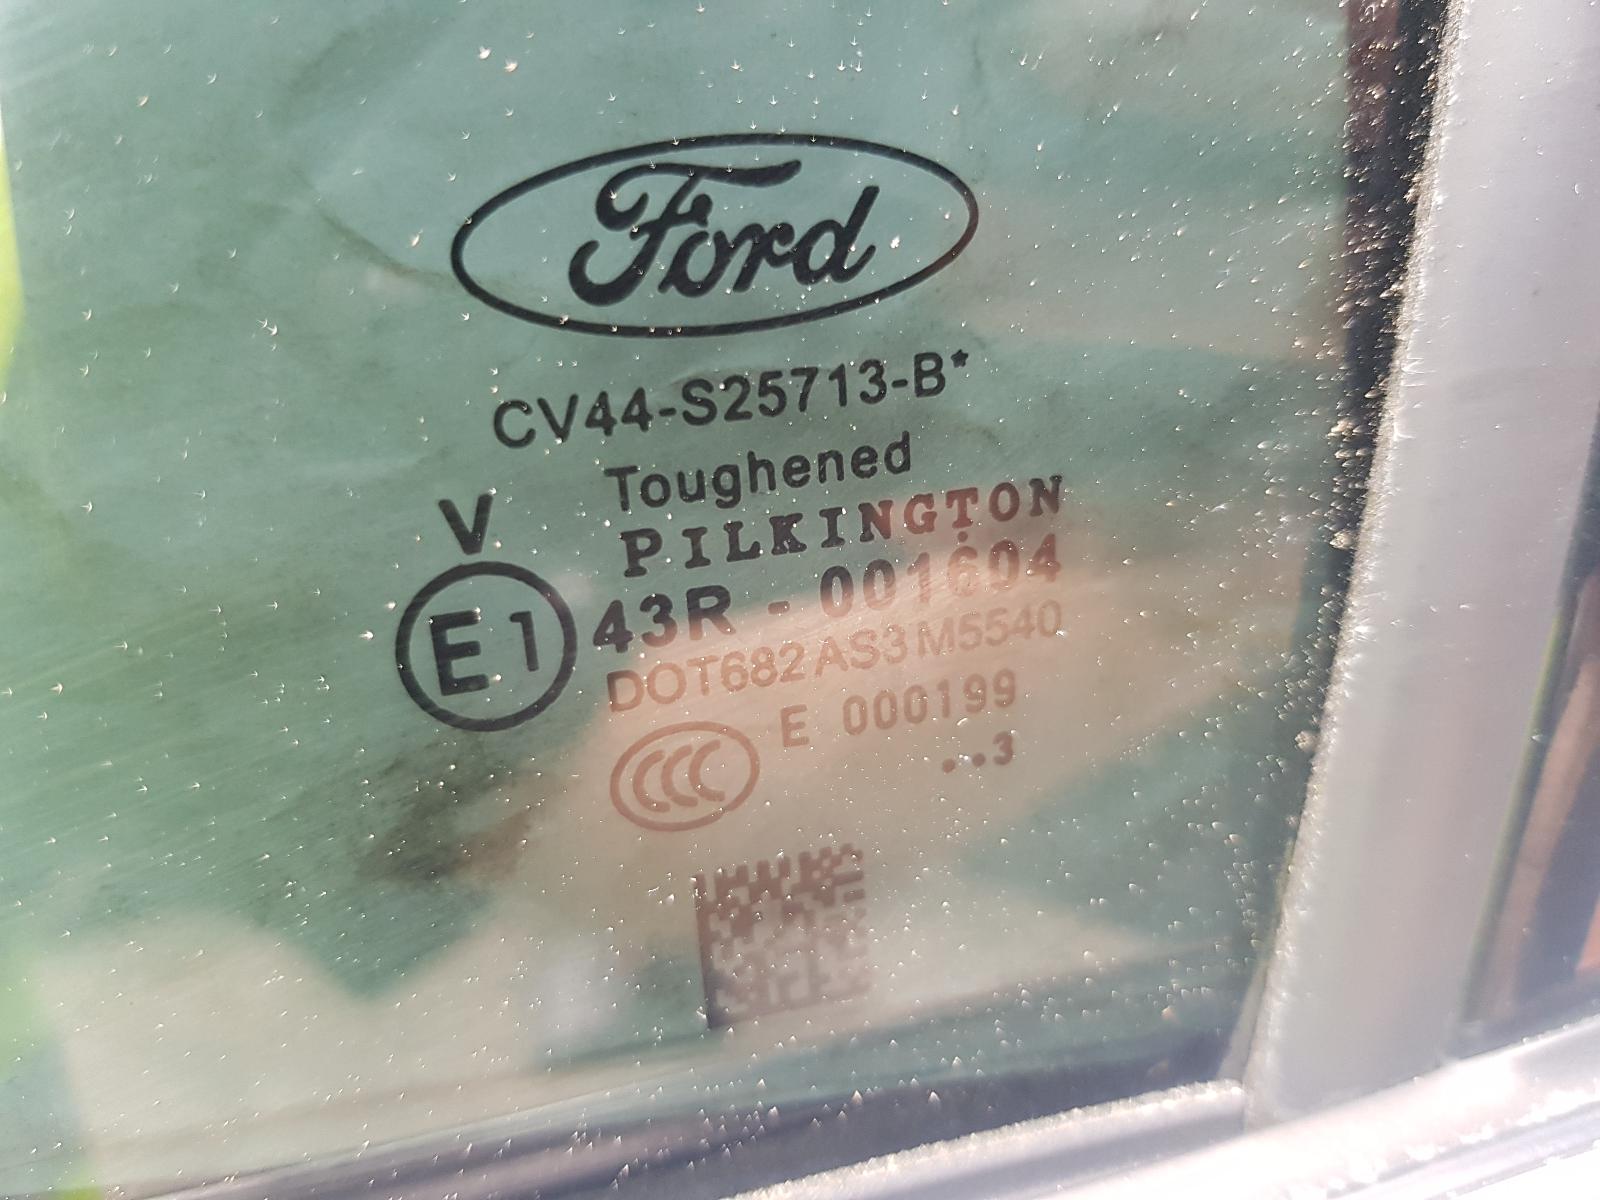 Ford
CV44-S25713-B*
Toughened
PILKINGTON
V
E1 43R - 001604
DOT682 AS3 M5540
CCC E 000199
..3